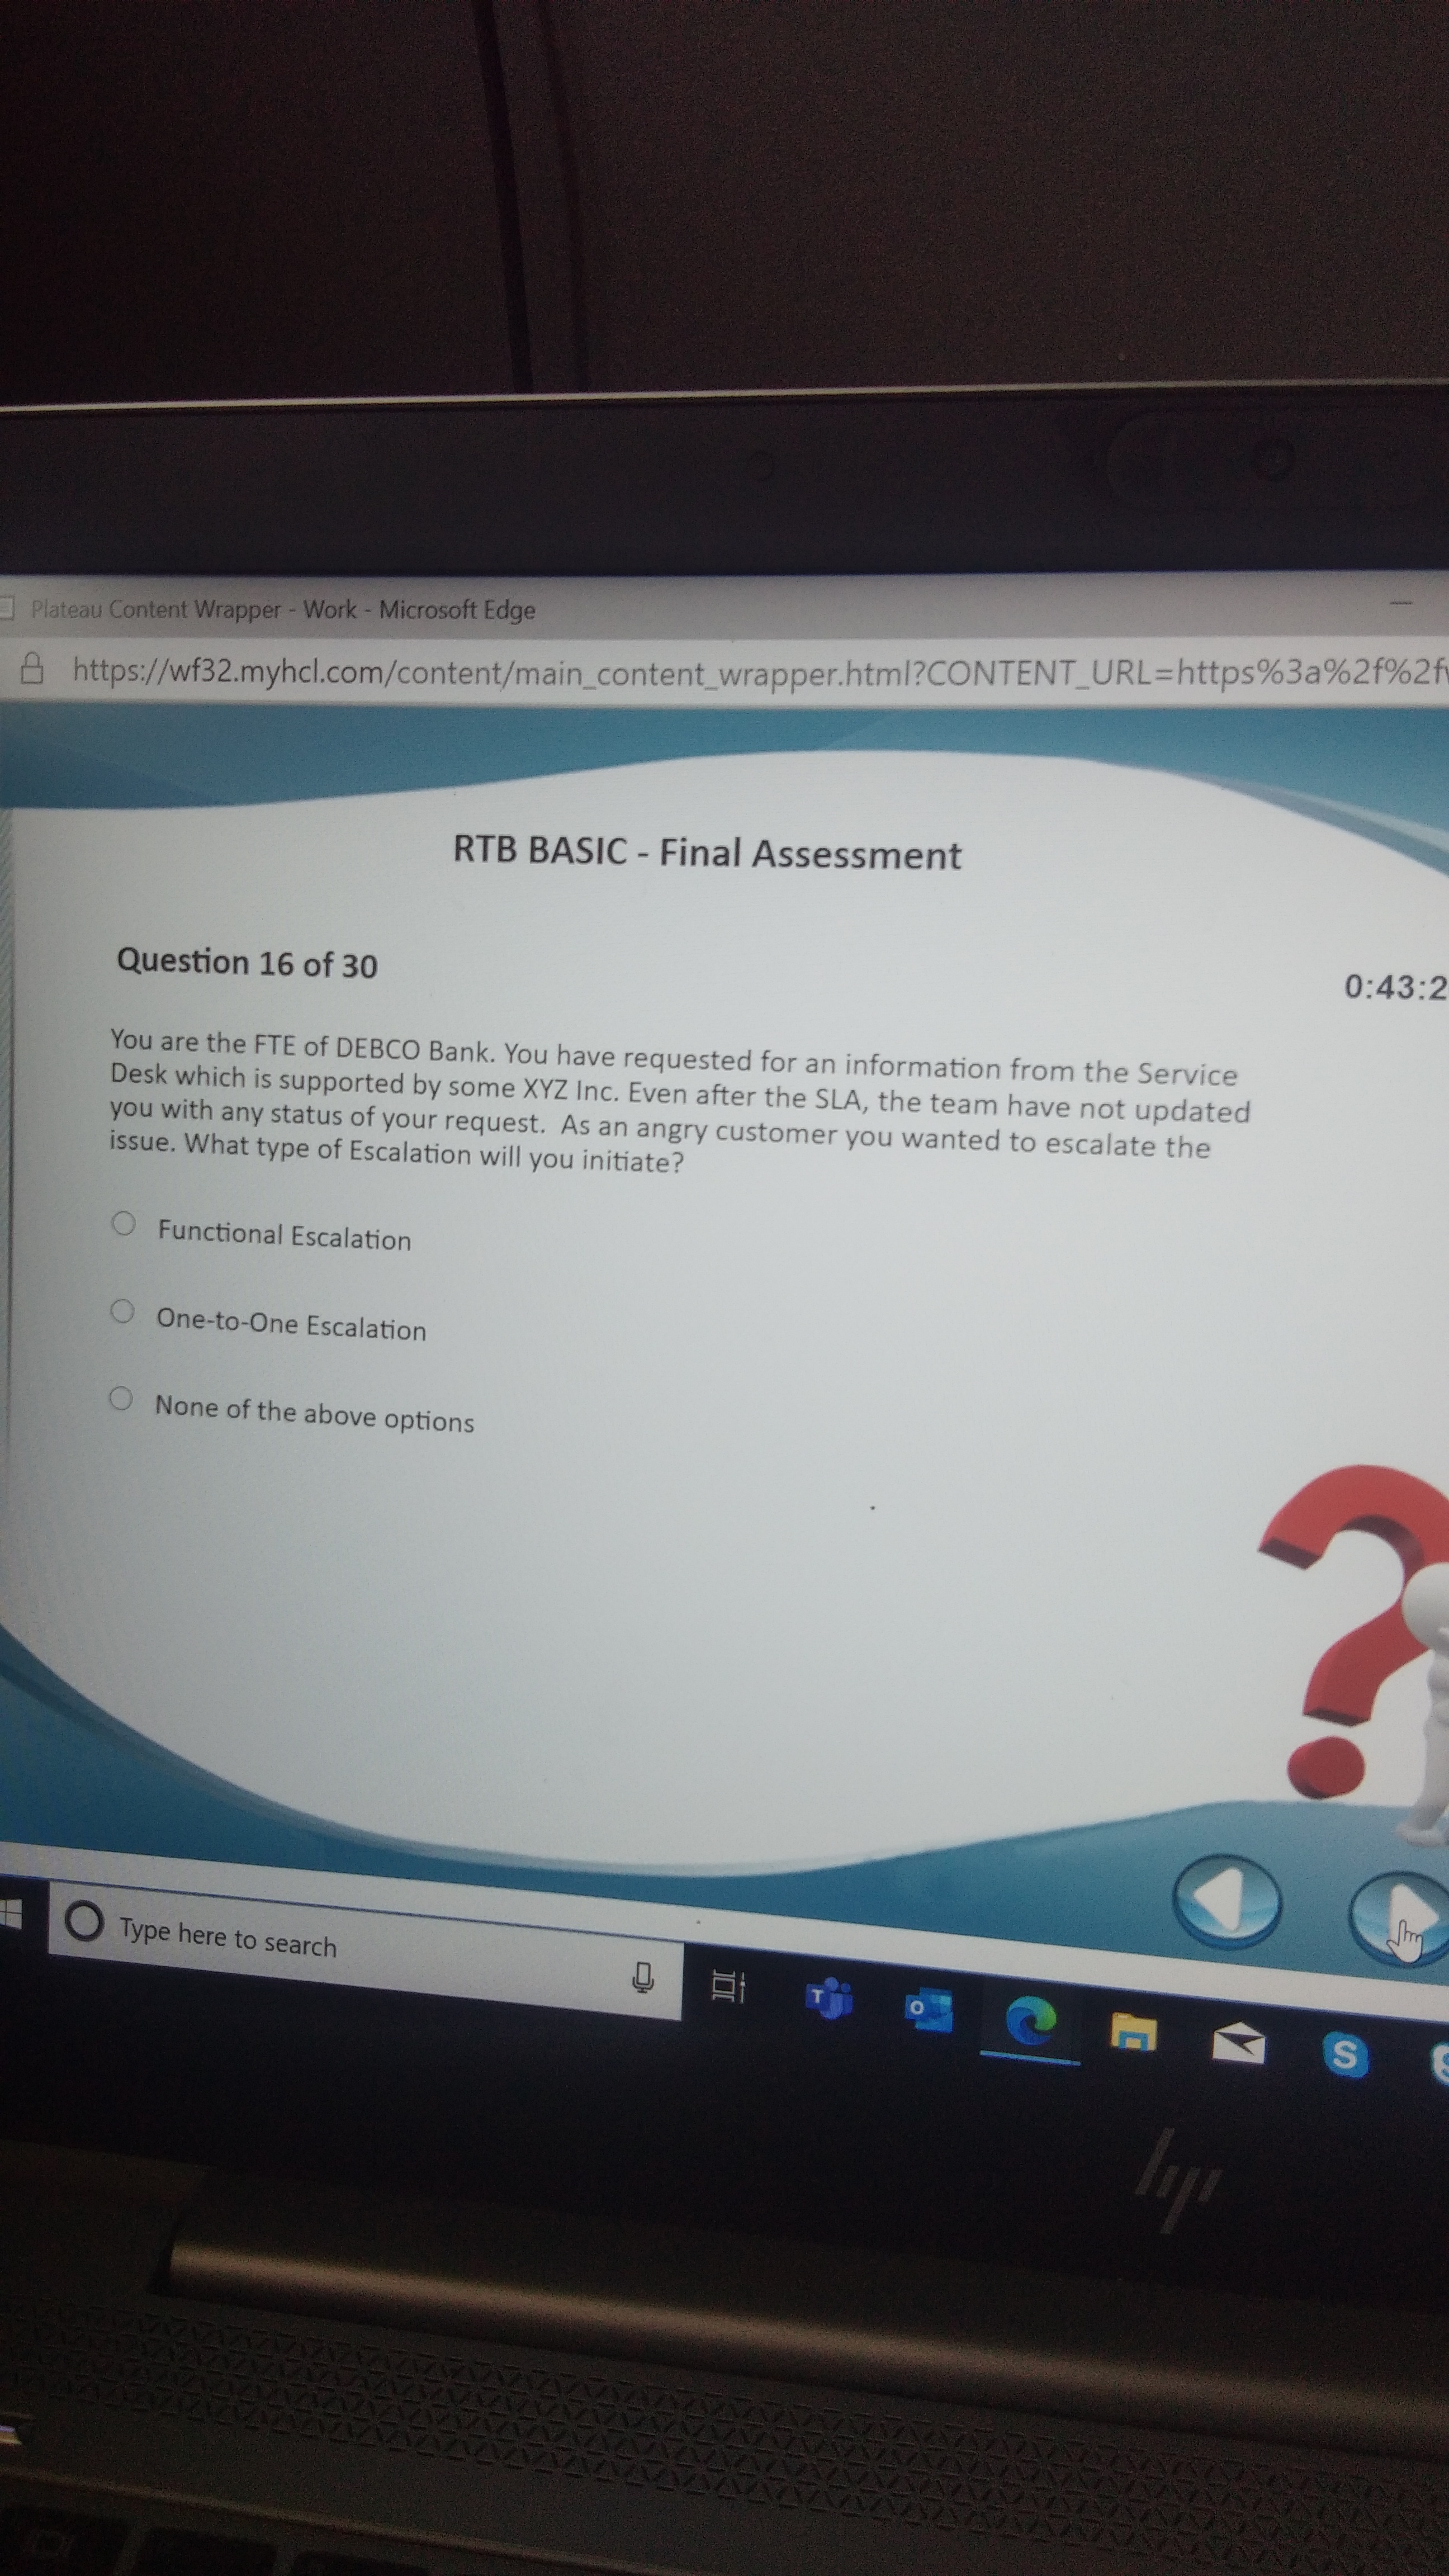 Plateau Content Wrapper - Work - Microsoft Edge
https://wf32.myhcl.com/content/main_content_wrapper.html?CONTENT_URL=https%3a%2f%2f
RTB BASIC - Final Assessment
Question 16 of 30
0:43:2
You are the FTE of DEBCO Bank. You have requested for an information from the Service
Desk which is supported by some XYZ Inc. Even after the SLA, the team have not updated
you with any status of your request. As an angry customer you wanted to escalate the
issue. What type of Escalation will you initiate?
Functional Escalation
One-to-One Escalation
None of the above options
Type here to search
hp